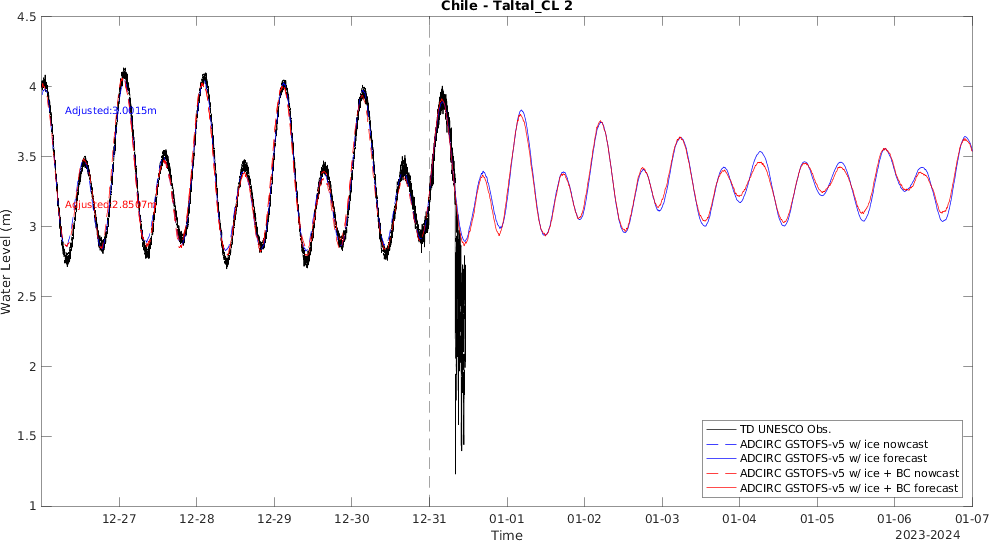 Chile - Taltal_CL 2
4.5
4
3.5
3
2.5
2
1.5
1
Water Level (m)
Adjusted:3.0015m
Adjusted:2.8507m
TD UNESCO Obs.
ADCIRC GSTOFS-v5 w/ ice nowcast
ADCIRC GSTOFS-v5 w/ ice forecast
ADCIRC GSTOFS-v5 w/ ice + BC nowcast
ADCIRC GSTOFS-v5 w/ ice + BC forecast
12-27 12-28 12-29 12-30 12-31 01-01 01-02 01-03 01-04 01-05 01-06 01-07
Time
2023-2024